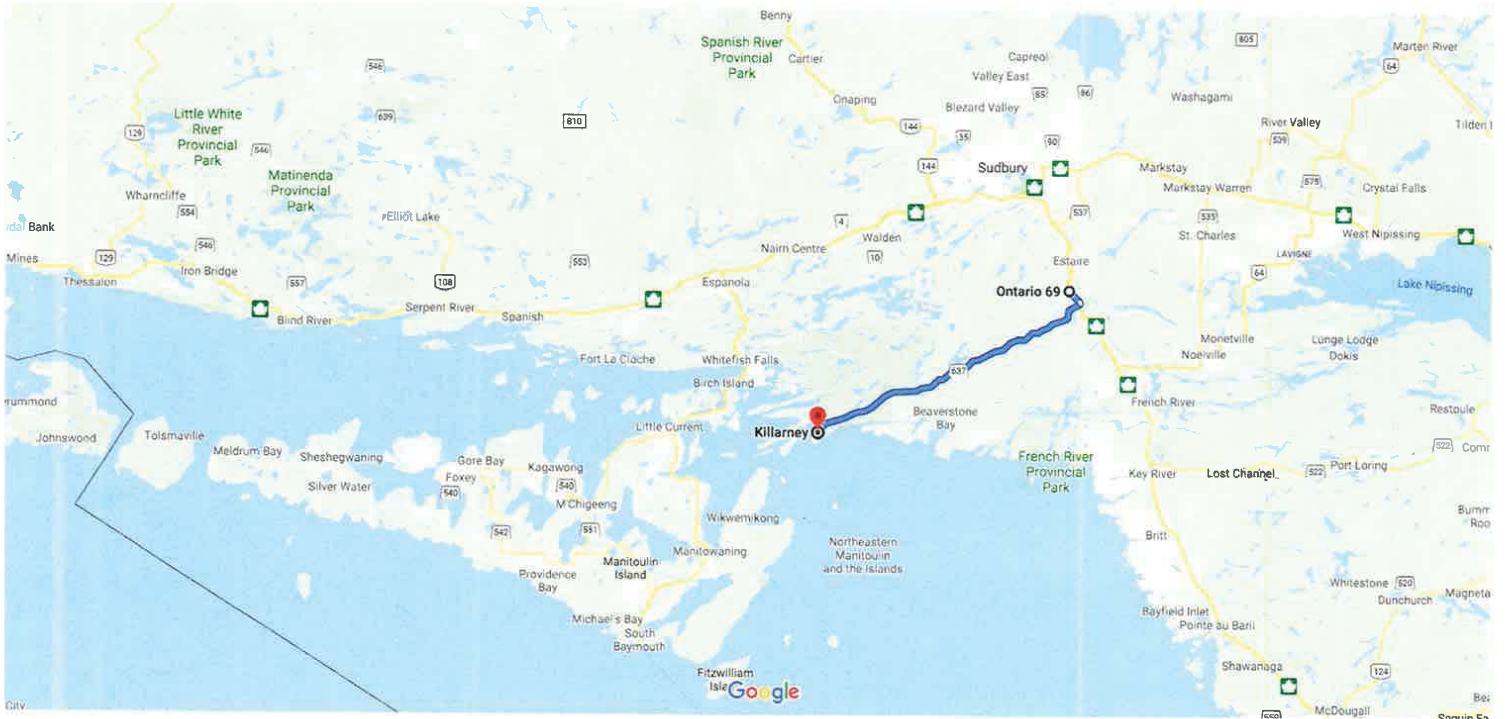 Benny
805
Marten River
Spanish River
Provincial
Park
Cartier
546
Capreol
64
Valley East
Little White
River
Provincial
Park
639
810
Onaping
Blezard Valley
85
86
Washagami
129
144
35
90
River Valley
539
Tilden
546
Matinenda
Provincial
Park
144
Sudbury
Markstay
Wharncliffe
554
Elliot Lake
Markstay Warren
575
Crystal Falls
537
535
Bank
4
Walden
St. Charles
West Nipissing
546
Nairn Centre
10
LAVIGNE
Mines
129
Iron Bridge
553
Estaire
64
Thessalon
557
108
Espanola
Ontario 69
Lake Nipissing
Serpent River
Spanish
Blind River
Monetville
Lunge Lodge
Dokis
Fort La Cloche
Whitefish Falls
Noelville
637
Birch Island
French River
Beaverstone
Bay
Restoule
Johnswood
Tolsmaville
Little Current
Killarney
522
Meldrum Bay
Sheshegwaning
Gore Bay
Kagawong
French River
Provincial
Park
Key River
Lost Channel
522
Port Loring
Silver Water
Foxey
540
540
M'Chigeeng
Wikwemikong
542
551
Britt
Manitowaning
Northeastern
Manitoulin
and the Islands
Manitoulin
Island
Providence
Bay
Whitestone
520
Dunchurch
Magneta
Michael's Bay
Bayfield Inlet
Pointe au Baril
South
Baymouth
Shawanaga
124
Fitzwilliam
Google
City
McDougall